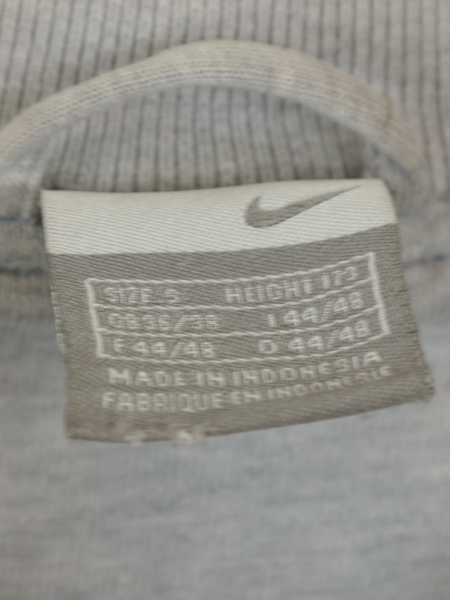 SIZE S HEIGHT 173
GB 36/38 I 44/48
F 44/48 D 44/48
MADE IN INDONESIA
FABRIQUE EN INDONESIE